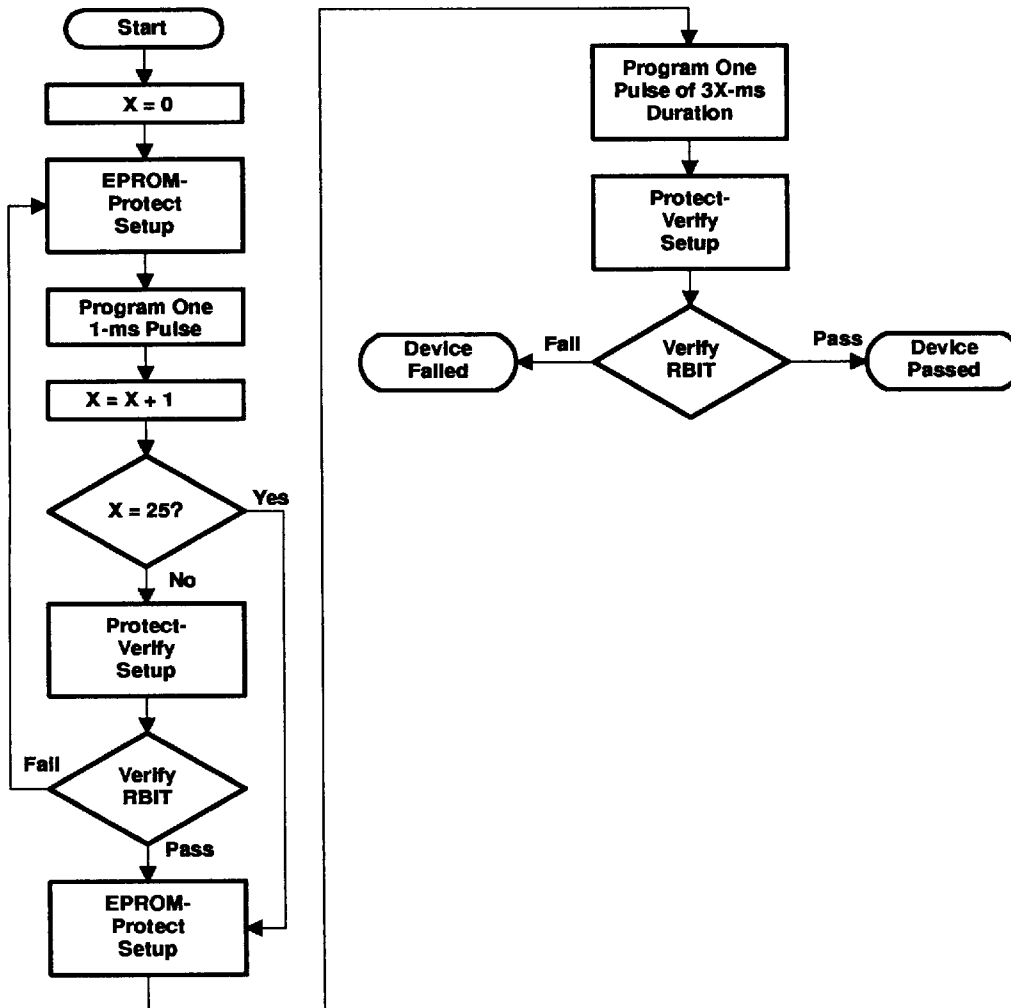 Start
X = 0
EPROM-
Protect
Setup
Program One
1-ms Pulse
X = X + 1
X = 25?
Yes
No
Protect-
Verify
Setup
Fail
Verify
RBIT
Pass
EPROM-
Protect
Setup
Program One
Pulse of 3X-ms
Duration
Protect-
Verify
Setup
Device
Failed
Fail
Verify
RBIT
Pass
Device
Passed